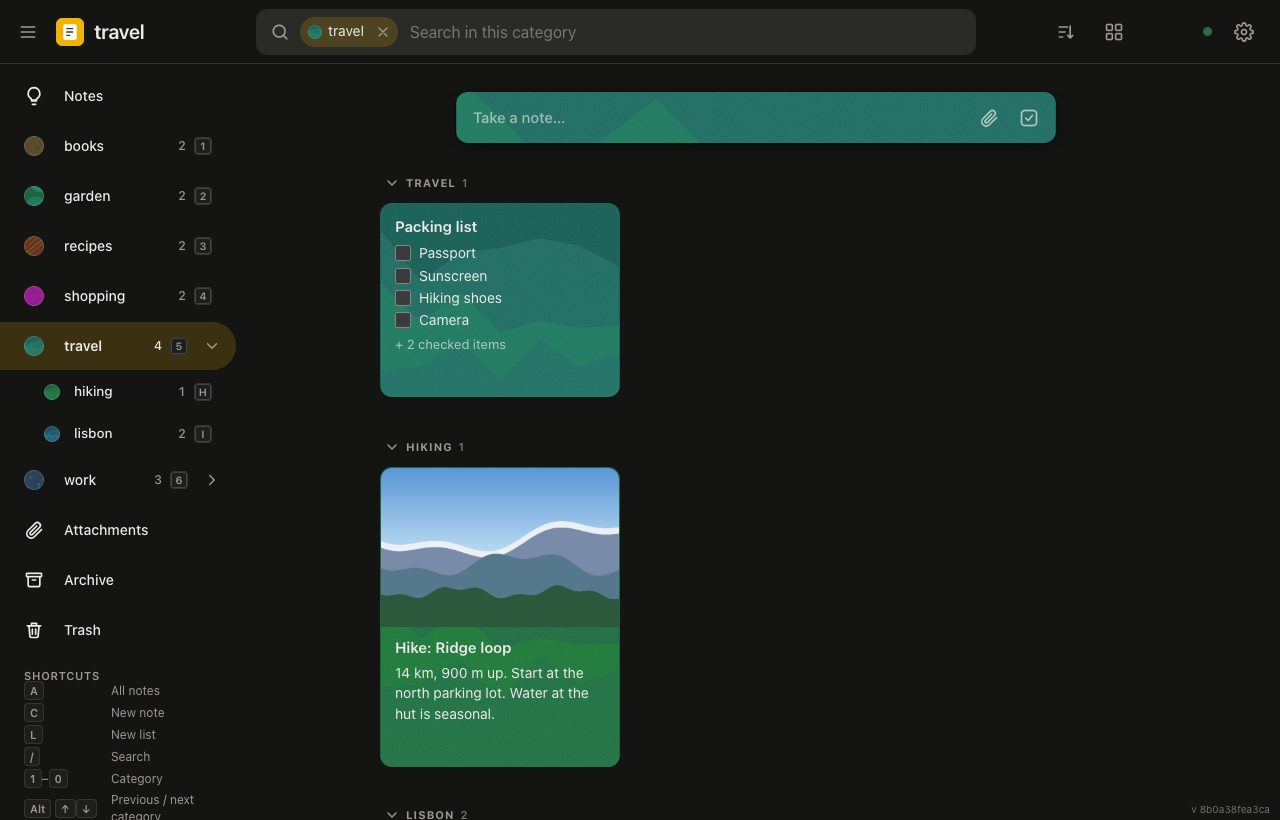 travel
travel
Search in this category
Notes
books 2 1
garden 2 2
recipes 2 3
shopping 2 4
travel 4 5
hiking 1 H
lisbon 2 I
work 3 6
Attachments
Archive
Trash
SHORTCUTS
A All notes
C New note
L New list
/ Search
1–0 Category
Alt ↑ ↓ Previous / next
category
Take a note...
TRAVEL 1
Packing list
Passport
Sunscreen
Hiking shoes
Camera
+ 2 checked items
HIKING 1
Hike: Ridge loop
14 km, 900 m up. Start at the
north parking lot. Water at the
hut is seasonal.
LISBON 2
v 8b0a38fea3ca